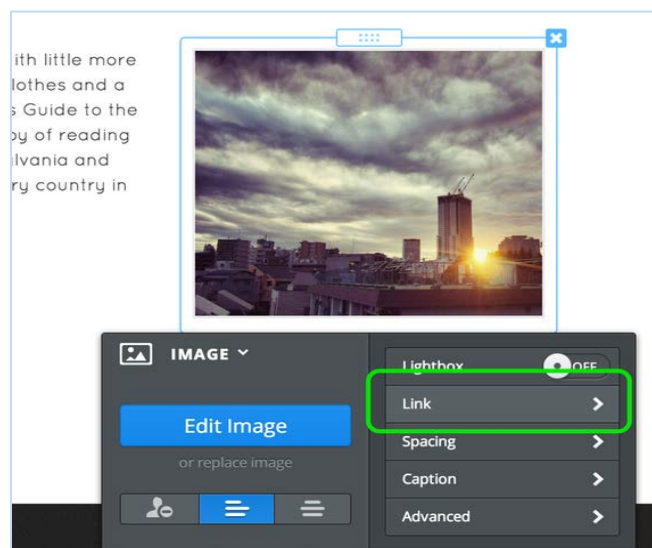 ith little more
lothes and a
s Guide to the
by of reading
lvania and
ry country in
IMAGE
Edit Image
or replace image
Lightbox OFF
Link
Spacing
Caption
Advanced